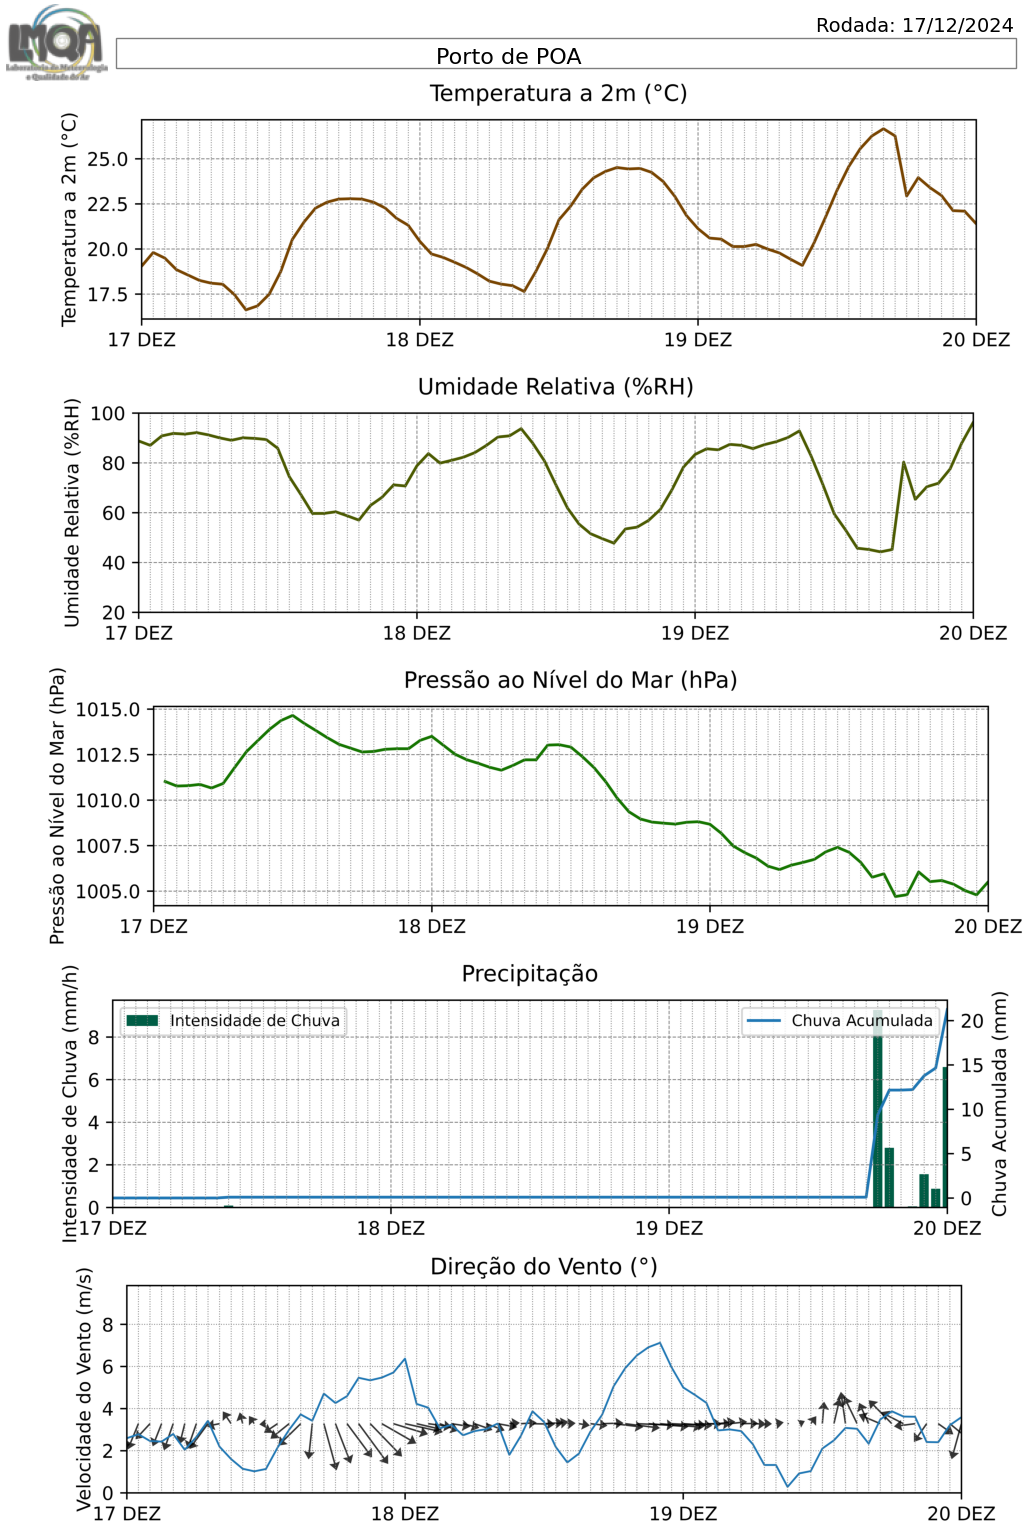 LMQA
Laboratório de Meteorologia
e Qualidade do Ar
Rodada: 17/12/2024
Porto de POA
Temperatura a 2m (°C)
Temperatura a 2m (°C)
25.0
22.5
20.0
17.5
17 DEZ 18 DEZ 19 DEZ 20 DEZ
Umidade Relativa (%RH)
Umidade Relativa (%RH)
100
80
60
40
20
17 DEZ 18 DEZ 19 DEZ 20 DEZ
Pressão ao Nível do Mar (hPa)
Pressão ao Nível do Mar (hPa)
1015.0
1012.5
1010.0
1007.5
1005.0
17 DEZ 18 DEZ 19 DEZ 20 DEZ
Precipitação
Intensidade de Chuva (mm/h)
Intensidade de Chuva
Chuva Acumulada
Chuva Acumulada (mm)
8
6
4
2
0
20
15
10
5
0
17 DEZ 18 DEZ 19 DEZ 20 DEZ
Direção do Vento (°)
Velocidade do Vento (m/s)
8
6
4
2
0
17 DEZ 18 DEZ 19 DEZ 20 DEZ